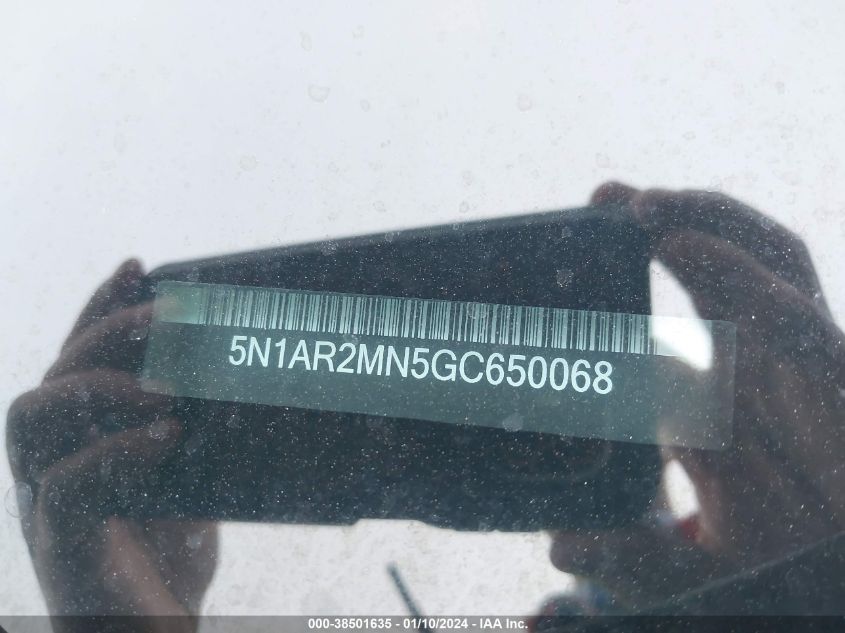 5N1AR2MN5GC650068
000-38501635 - 01/10/2024 - IAA Inc.